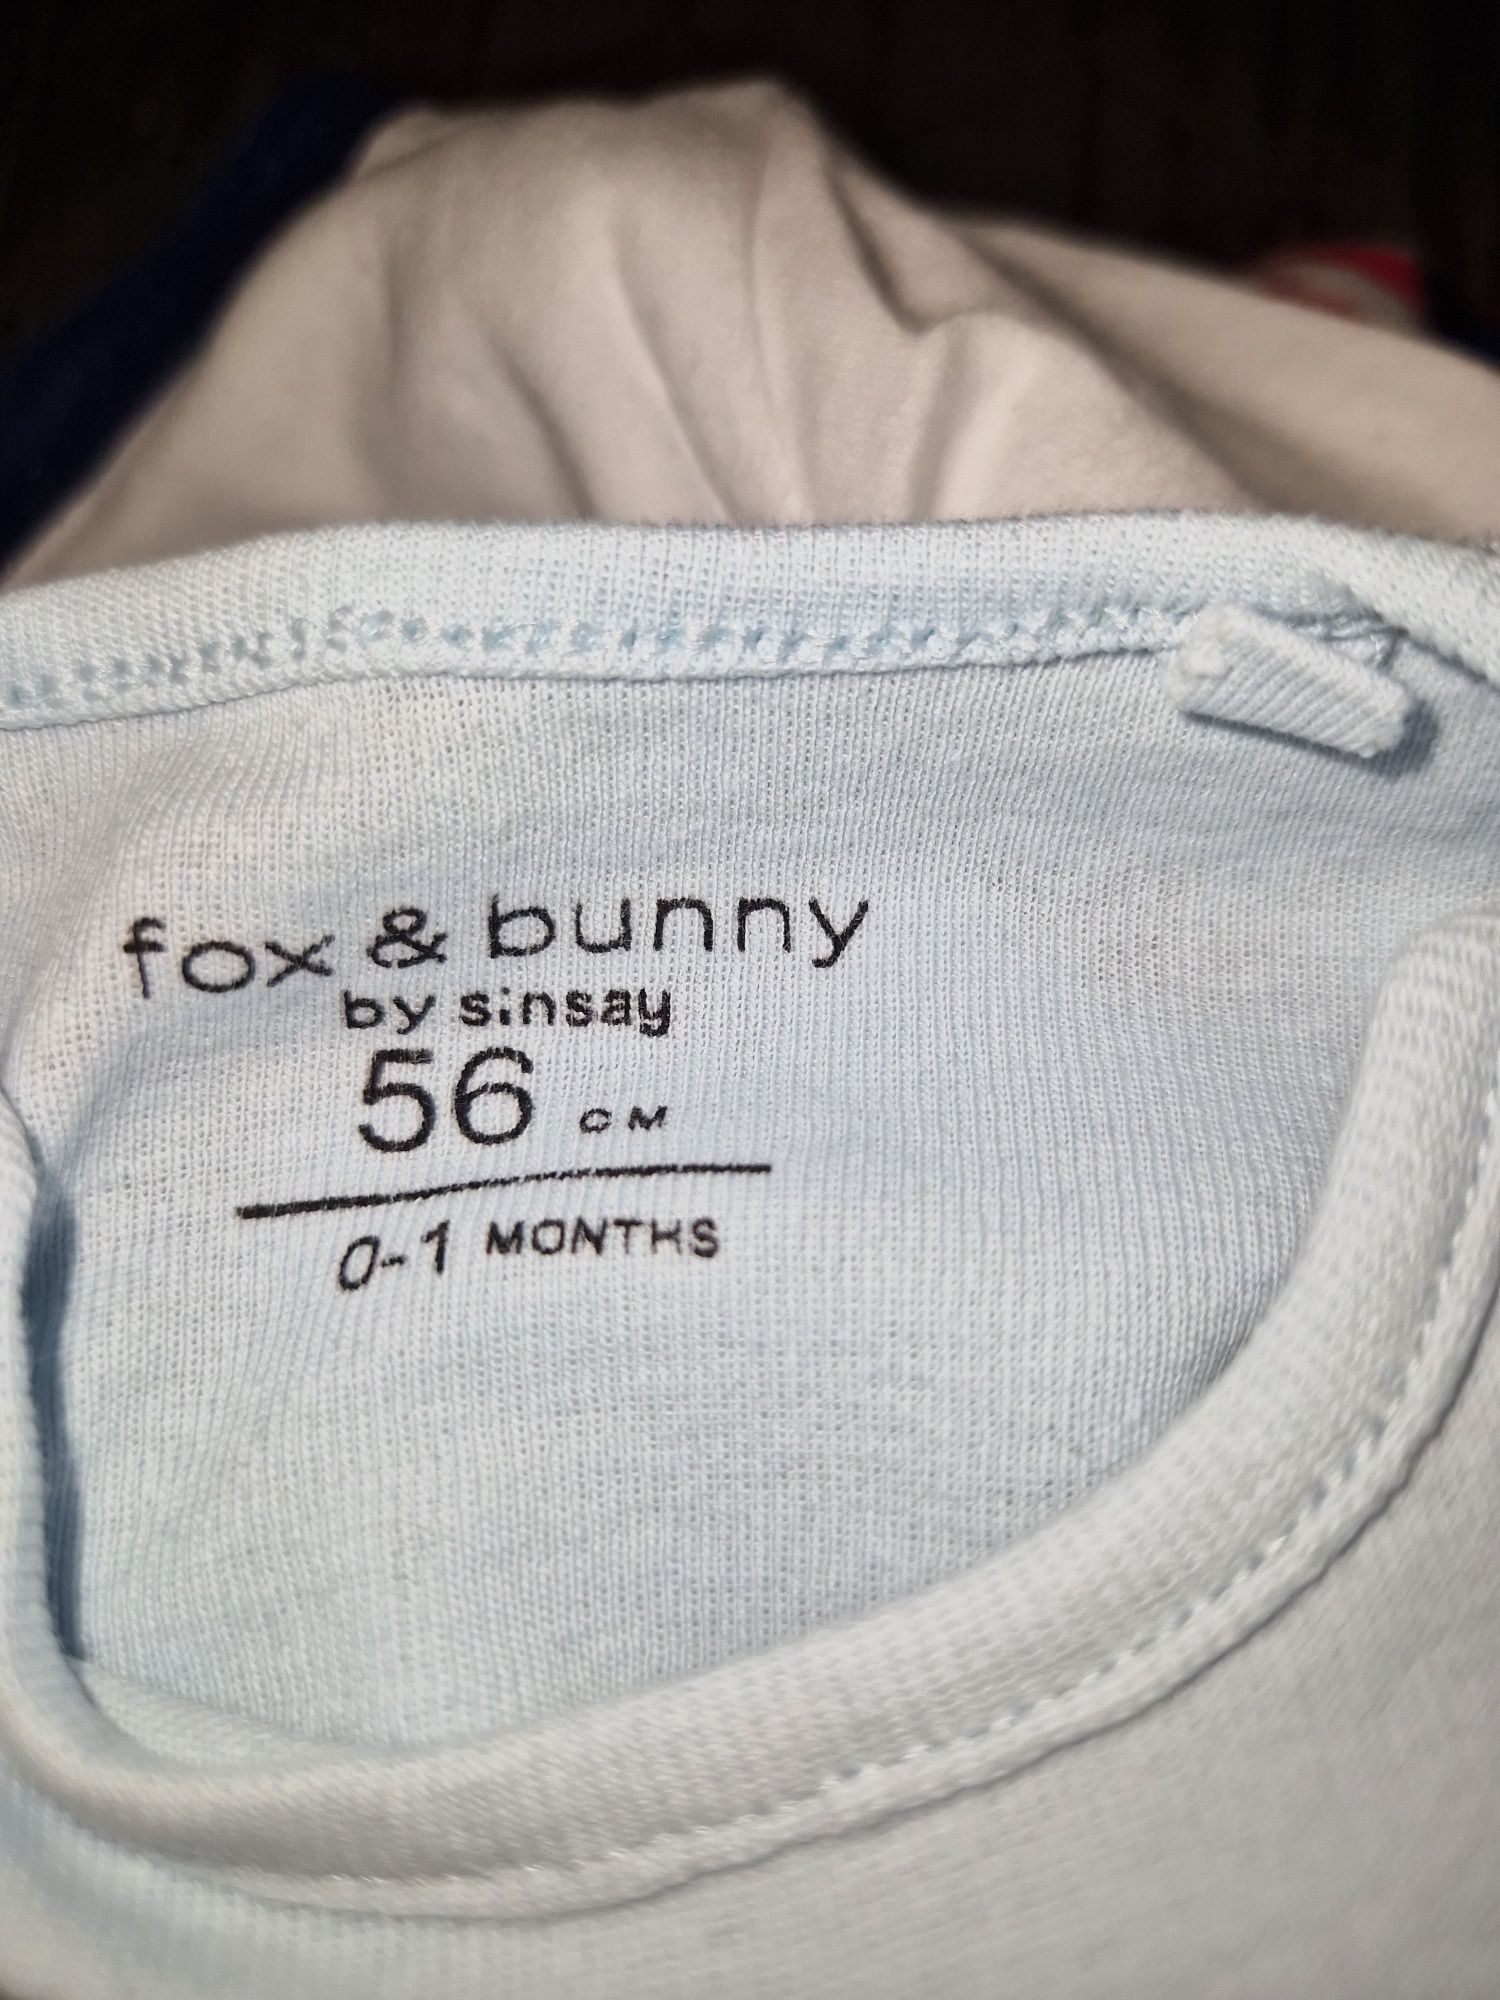 fox & bunny
by sinsay
56 CM
0-1 MONTHS